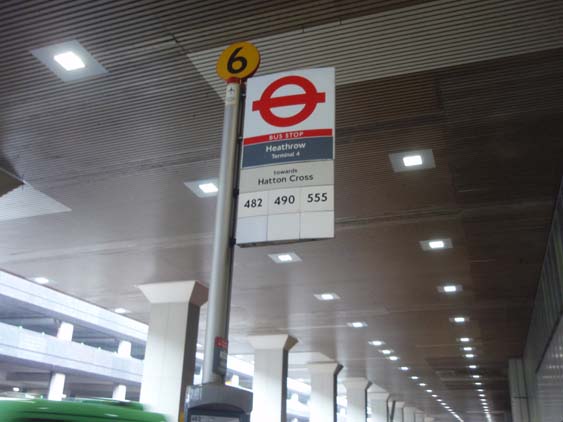 6
BUS STOP
Heathrow
Terminal 4
towards
Hatton Cross
482 490 555